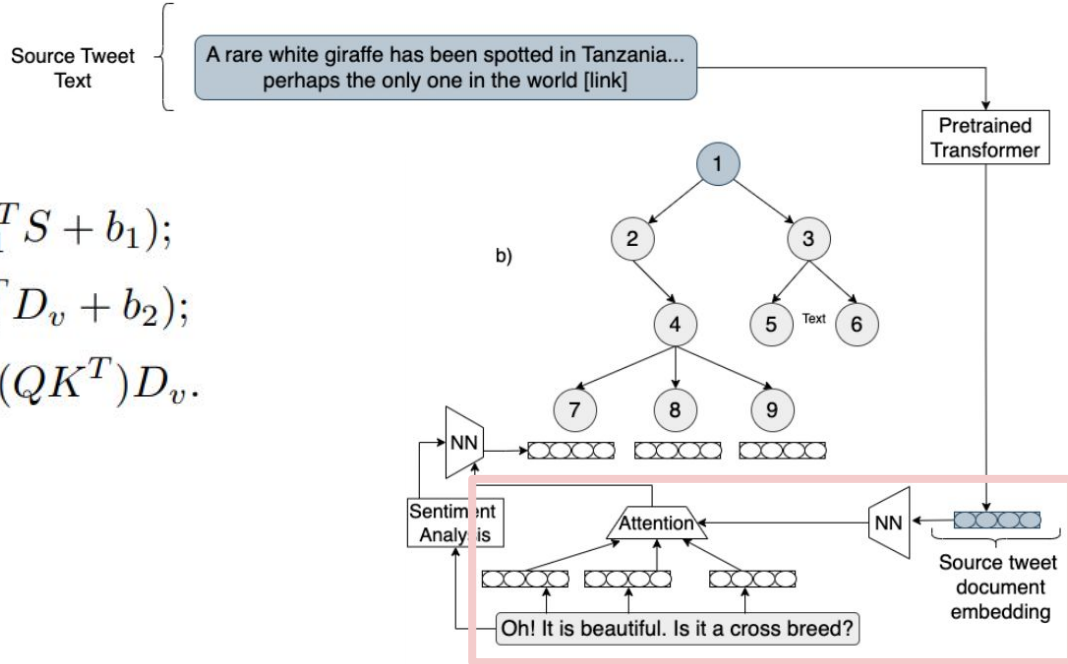 Source Tweet
Text
A rare white giraffe has been spotted in Tanzania...
perhaps the only one in the world [link]
Pretrained
Transformer
T S + b₁);
D_v + b₂);
(QK^T)D_v.
b)
1
2
3
4
5
Text
6
7
8
9
NN
Sentiment
Analysis
Attention
NN
Source tweet
document
embedding
Oh! It is beautiful. Is it a cross breed?